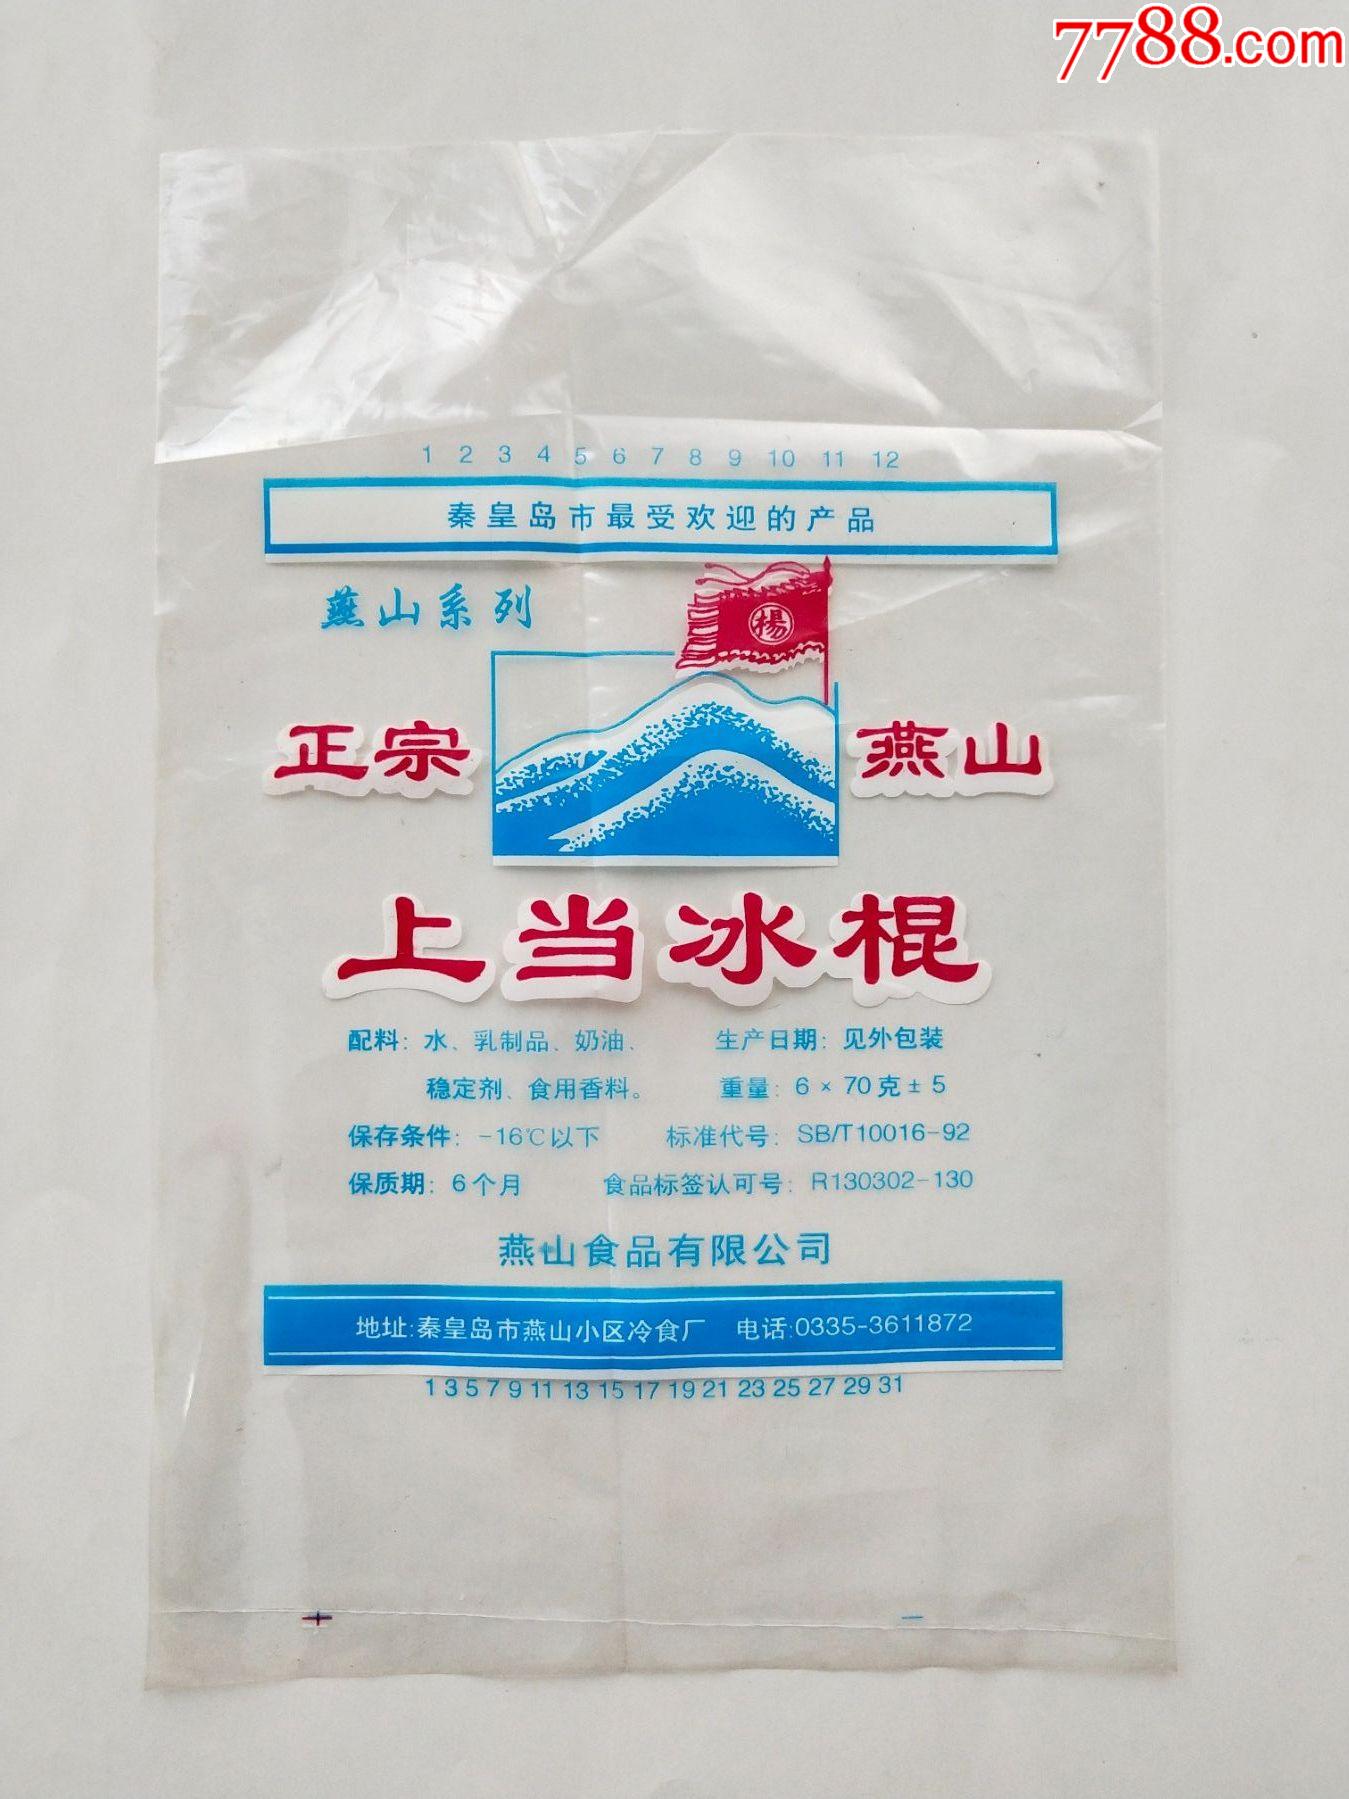 7788.com
1 2 3 4 5 6 7 8 9 10 11 12
秦皇岛市最受欢迎的产品
燕山系列
楊
正宗 燕山
上当冰棍
配料：水、乳制品、奶油、 生产日期：见外包装
稳定剂、食用香料。 重量：6×70克±5
保存条件：-16℃以下 标准代号：SB/T10016-92
保质期：6个月 食品标签认可号：R130302-130
燕山食品有限公司
地址:秦皇岛市燕山小区冷食厂 电话:0335-3611872
1 3 5 7 9 11 13 15 17 19 21 23 25 27 29 31